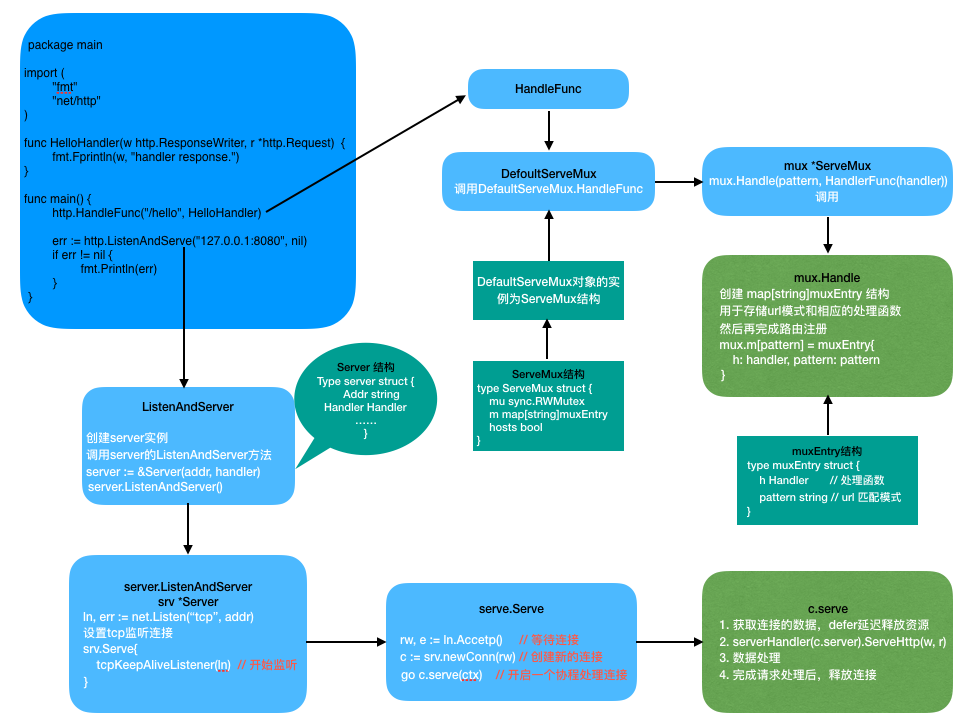 package main
import (
"fmt"
"net/http"
)
func HelloHandler(w http.ResponseWriter, r *http.Request) {
fmt.Fprintln(w, "handler response.")
}
func main() {
http.HandleFunc("/hello", HelloHandler)
err := http.ListenAndServe("127.0.0.1:8080", nil)
if err != nil {
fmt.Println(err)
}
}
HandleFunc
DefoultServeMux
调用DefaultServeMux.HandleFunc
mux *ServeMux
mux.Handle(pattern, HandlerFunc(handler))
调用
DefaultServeMux对象的实
例为ServeMux结构
mux.Handle
创建 map[string]muxEntry 结构
用于存储url模式和相应的处理函数
然后再完成路由注册
mux.m[pattern] = muxEntry{
h: handler, pattern: pattern
}
ServeMux结构
type ServeMux struct {
mu sync.RWMutex
m map[string]muxEntry
hosts bool
}
muxEntry结构
type muxEntry struct {
h Handler // 处理函数
pattern string // url 匹配模式
}
Server 结构
Type server struct {
Addr string
Handler Handler
......
}
ListenAndServer
创建server实例
调用server的ListenAndServer方法
server := &Server(addr, handler)
server.ListenAndServer()
server.ListenAndServer
srv *Server
ln, err := net.Listen(“tcp”, addr)
设置tcp监听连接
srv.Serve{
tcpKeepAliveListener(ln) // 开始监听
}
serve.Serve
rw, e := ln.Accetp() // 等待连接
c := srv.newConn(rw) // 创建新的连接
go c.serve(ctx) // 开启一个协程处理连接
c.serve
1. 获取连接的数据，defer延迟释放资源
2. serverHandler(c.server).ServeHttp(w, r)
3. 数据处理
4. 完成请求处理后，释放连接